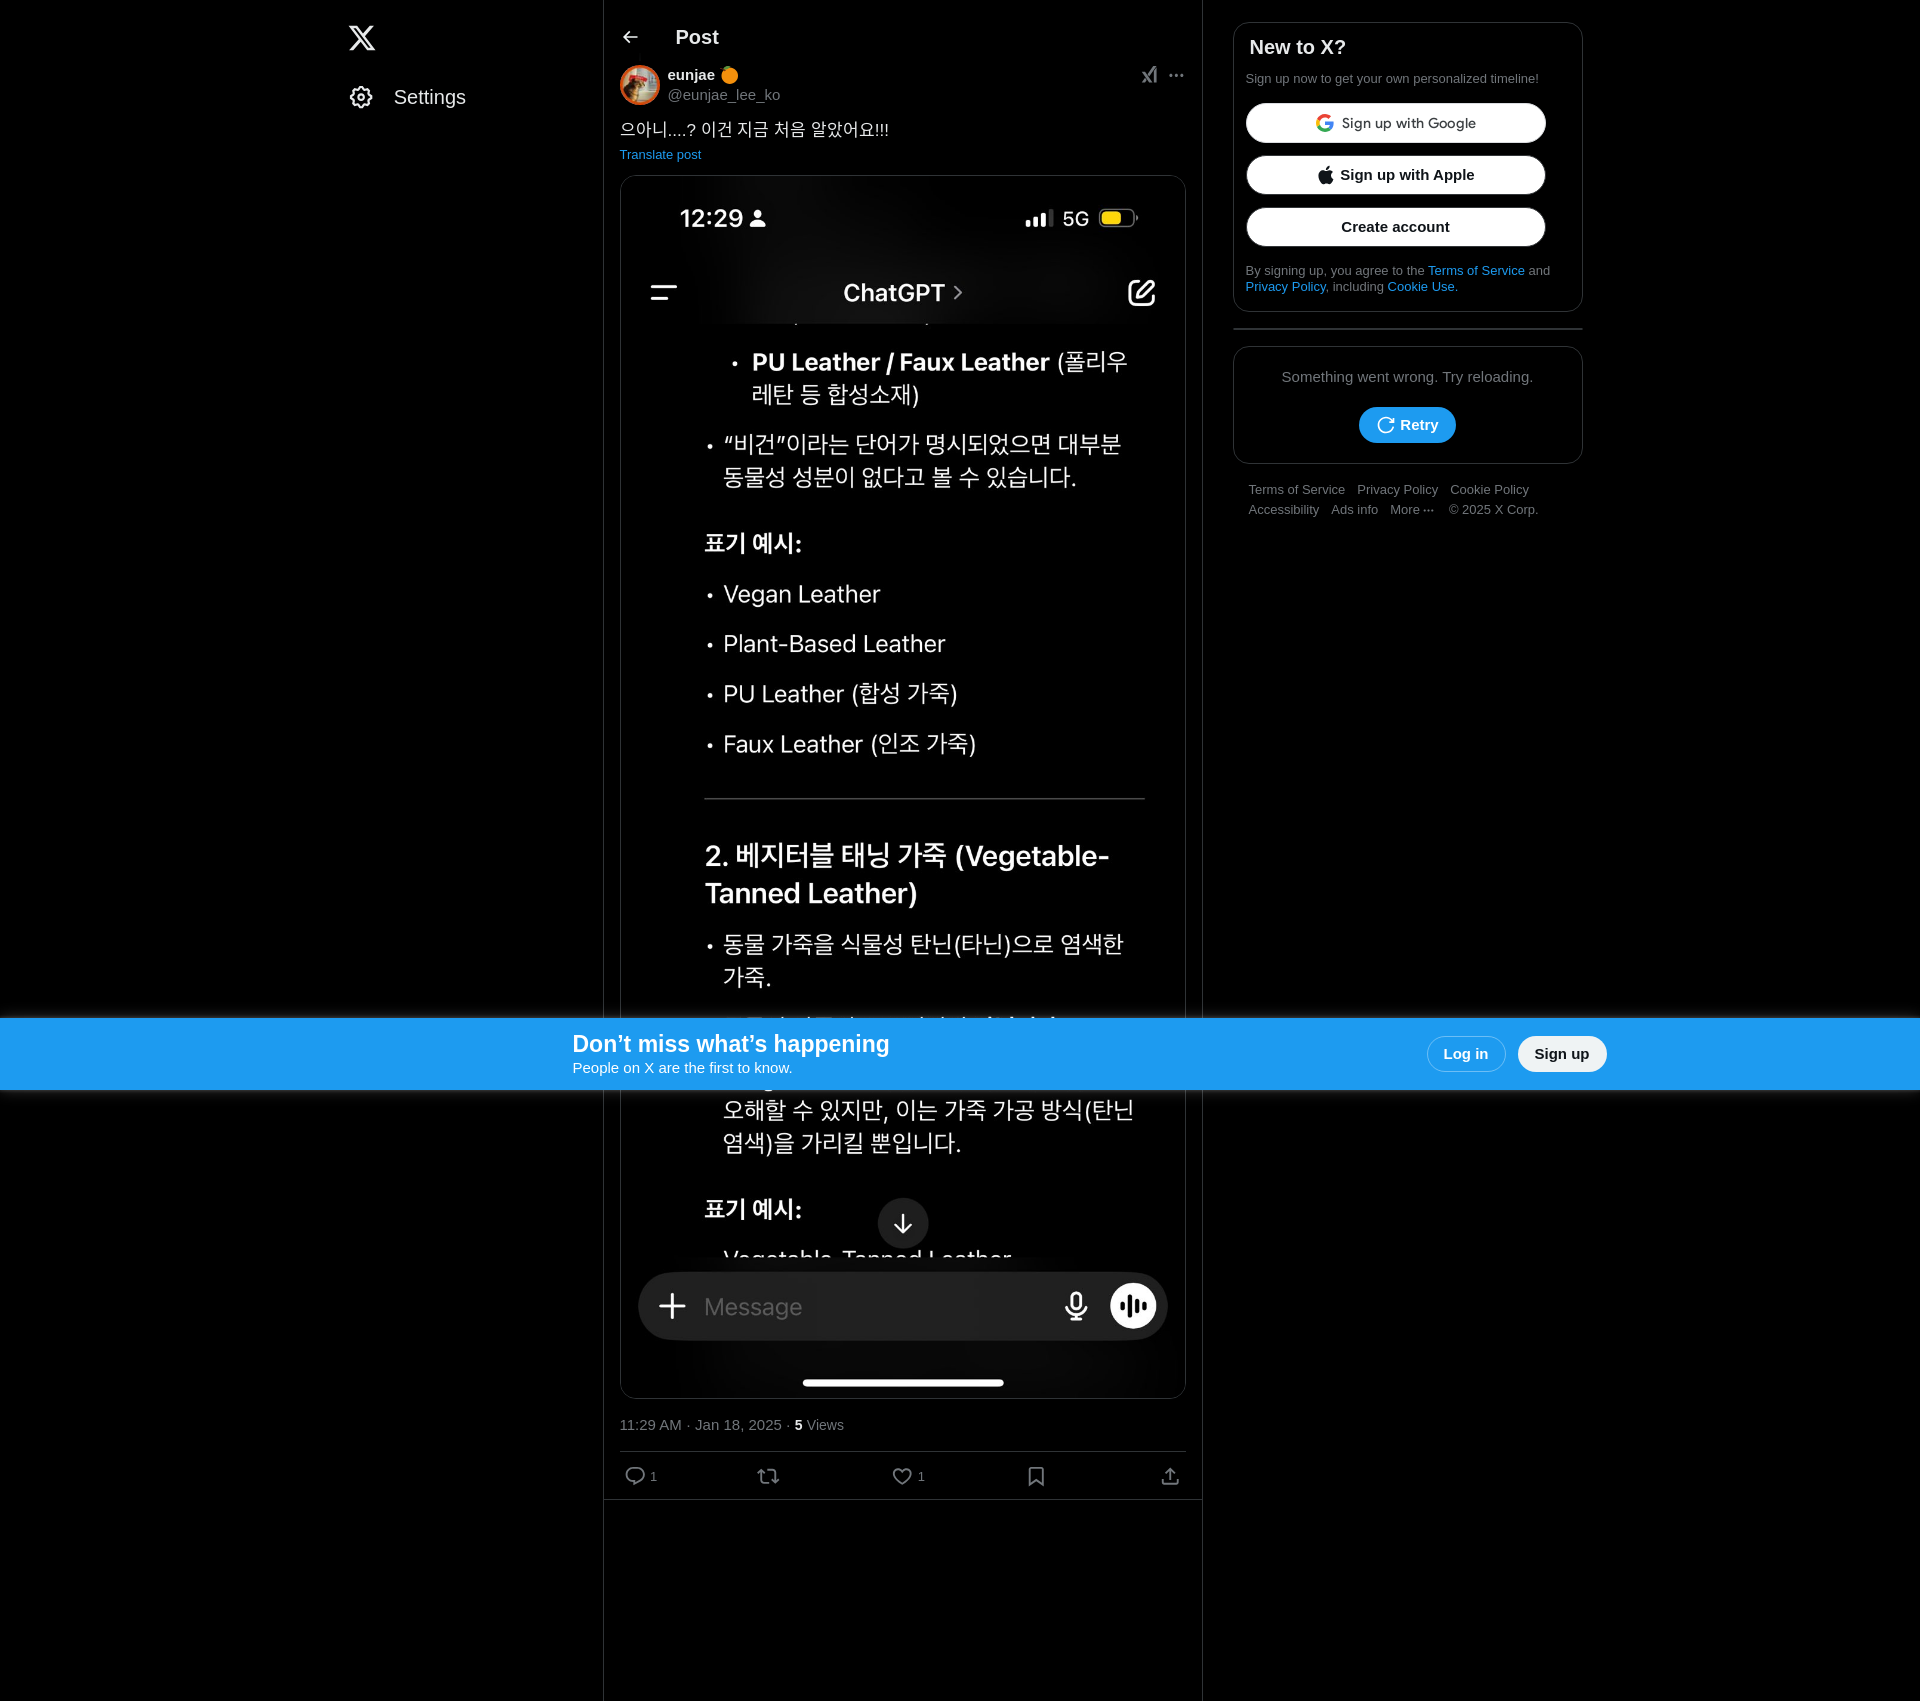 Settings
Post
eunjae
@eunjae_lee_ko
으아니....? 이건 지금 처음 알았어요!!!
Translate post
12:29
5G
ChatGPT
• PU Leather / Faux Leather (폴리우
레탄 등 합성소재)
• “비건”이라는 단어가 명시되었으면 대부분
동물성 성분이 없다고 볼 수 있습니다.
표기 예시:
• Vegan Leather
• Plant-Based Leather
• PU Leather (합성 가죽)
• Faux Leather (인조 가죽)
2. 베지터블 태닝 가죽 (Vegetable-
Tanned Leather)
• 동물 가죽을 식물성 탄닌(타닌)으로 염색한
가죽.
Don’t miss what’s happening
People on X are the first to know.
Log in
Sign up
오해할 수 있지만, 이는 가죽 가공 방식(탄닌
염색)을 가리킬 뿐입니다.
표기 예시:
Vegetable-Tanned Leather
Message
11:29 AM · Jan 18, 2025 · 5 Views
1
1
New to X?
Sign up now to get your own personalized timeline!
Sign up with Google
Sign up with Apple
Create account
By signing up, you agree to the Terms of Service and
Privacy Policy, including Cookie Use.
Something went wrong. Try reloading.
Retry
Terms of Service Privacy Policy Cookie Policy
Accessibility Ads info More ··· © 2025 X Corp.